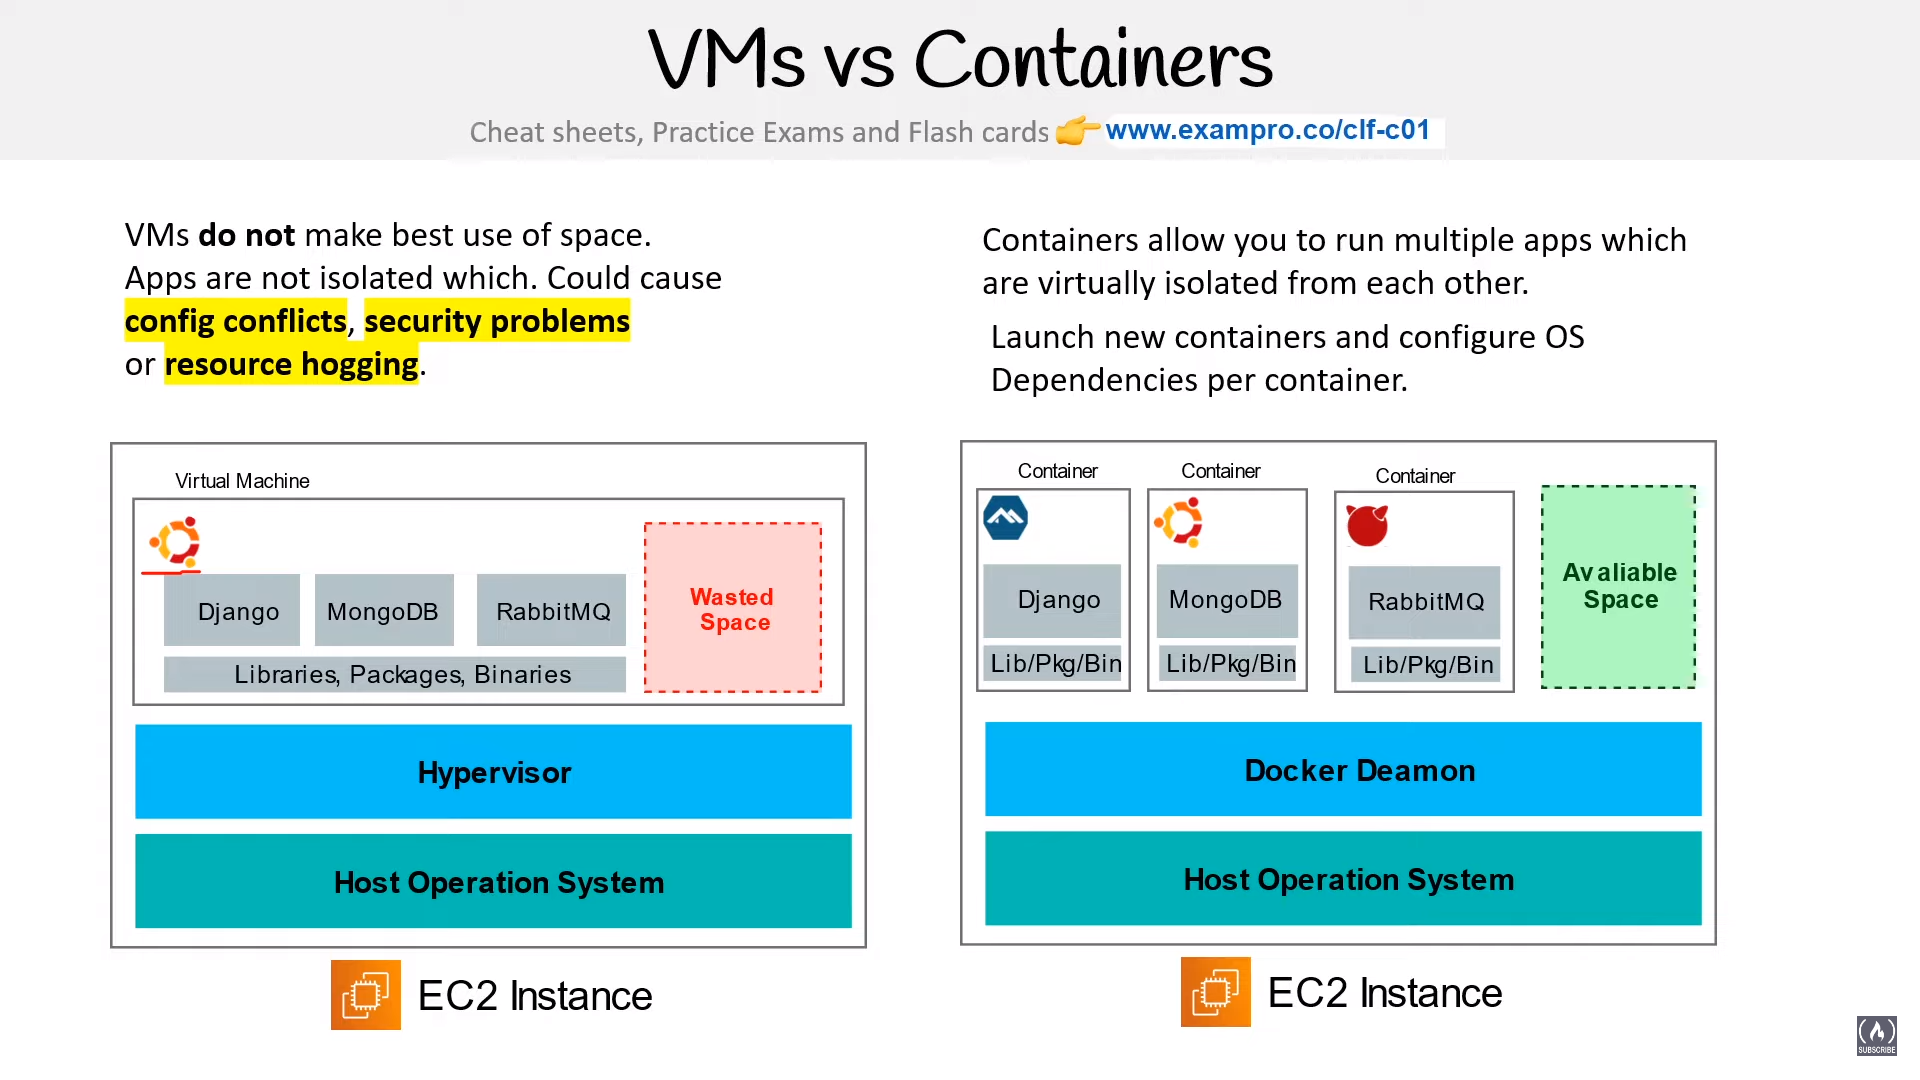 VMs vs Containers
Cheat sheets, Practice Exams and Flash cards 👉 www.exampro.co/clf-c01
VMs do not make best use of space.
Apps are not isolated which. Could cause
config conflicts, security problems
or resource hogging.
Virtual Machine
Django
MongoDB
RabbitMQ
Libraries, Packages, Binaries
Wasted
Space
Hypervisor
Host Operation System
EC2 Instance
Containers allow you to run multiple apps which
are virtually isolated from each other.
Launch new containers and configure OS
Dependencies per container.
Container
Django
Lib/Pkg/Bin
Container
MongoDB
Lib/Pkg/Bin
Container
RabbitMQ
Lib/Pkg/Bin
Avaliable
Space
Docker Deamon
Host Operation System
EC2 Instance
SUBSCRIBE